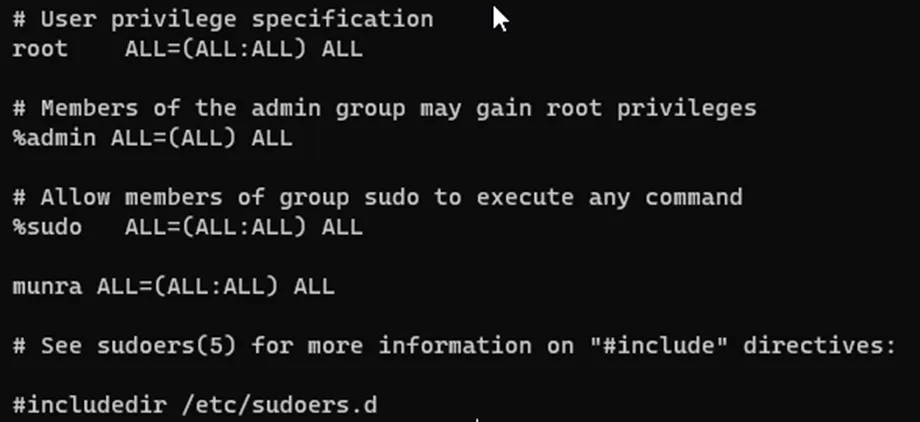 # User privilege specification
root    ALL=(ALL:ALL) ALL
# Members of the admin group may gain root privileges
%admin ALL=(ALL) ALL
# Allow members of group sudo to execute any command
%sudo   ALL=(ALL:ALL) ALL
munra ALL=(ALL:ALL) ALL
# See sudoers(5) for more information on "#include" directives:
#includedir /etc/sudoers.d